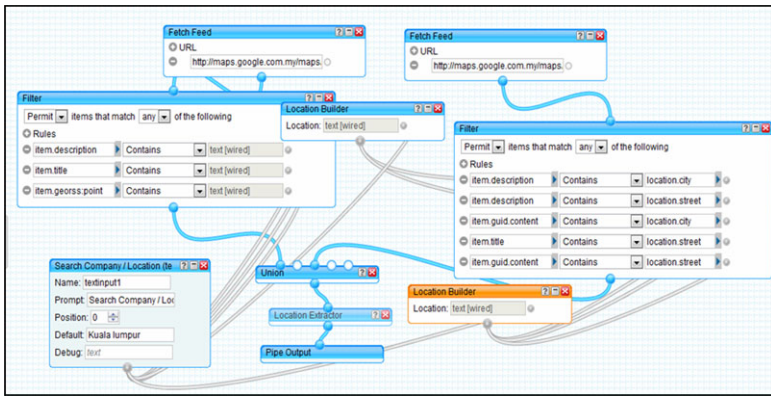 Fetch Feed
URL
http://maps.google.com.my/maps.
Fetch Feed
URL
http://maps.google.com.my/maps.
Filter
Permit items that match any of the following
Rules
item.description Contains text [wired]
item.title Contains text [wired]
item.georss:point Contains text [wired]
Location Builder
Location: text [wired]
Filter
Permit items that match any of the following
Rules
item.description Contains location.city
item.description Contains location.street
item.guid.content Contains location.city
item.title Contains location.street
item.guid.content Contains location.street
Search Company / Location (te
Name: textinput1
Prompt: Search Company / Loc
Position: 0
Default: Kuala lumpur
Debug: text
Union
Location Extractor
Pipe Output
Location Builder
Location: text [wired]